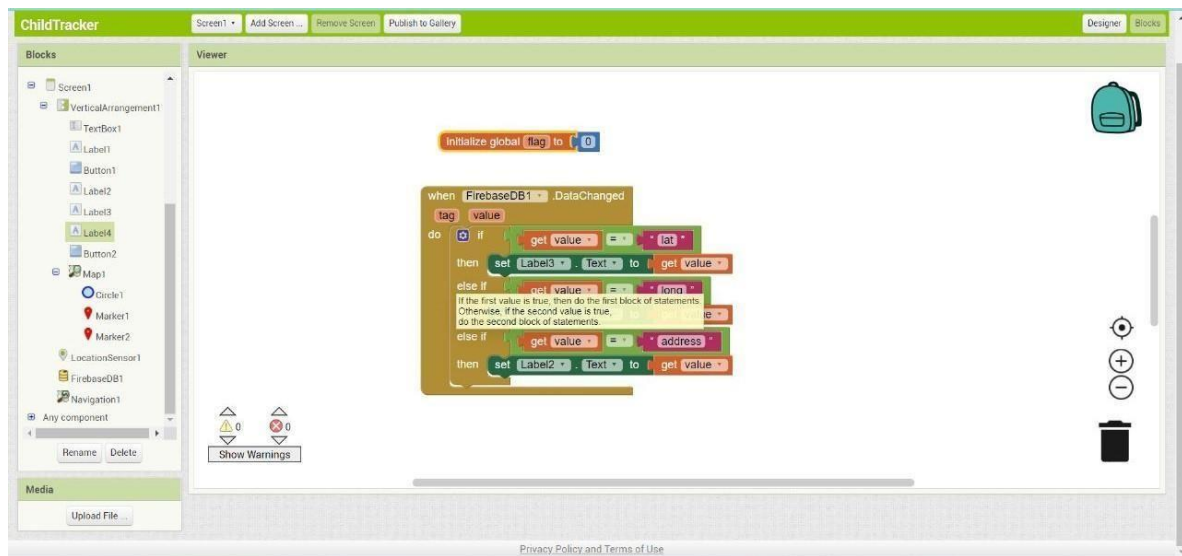 ChildTracker Screen1 Add Screen ... Remove Screen Publish to Gallery Designer Blocks
Blocks
Viewer
Screen1
VerticalArrangement1
TextBox1
Label1
Button1
Label2
Label3
Label4
Button2
Map1
Circle1
Marker1
Marker2
LocationSensor1
FirebaseDB1
Navigation1
Any component
Rename Delete
Media
Upload File ...
initialize global flag to 0
when FirebaseDB1 .DataChanged
tag value
do if get value = " lat "
then set Label3 . Text to get value
else if get value = " long "
If the first value is true, then do the first block of statements.
Otherwise, if the second value is true,
do the second block of statements.
else if get value = " address "
then set Label2 . Text to get value
0 0
Show Warnings
Privacy Policy and Terms of Use